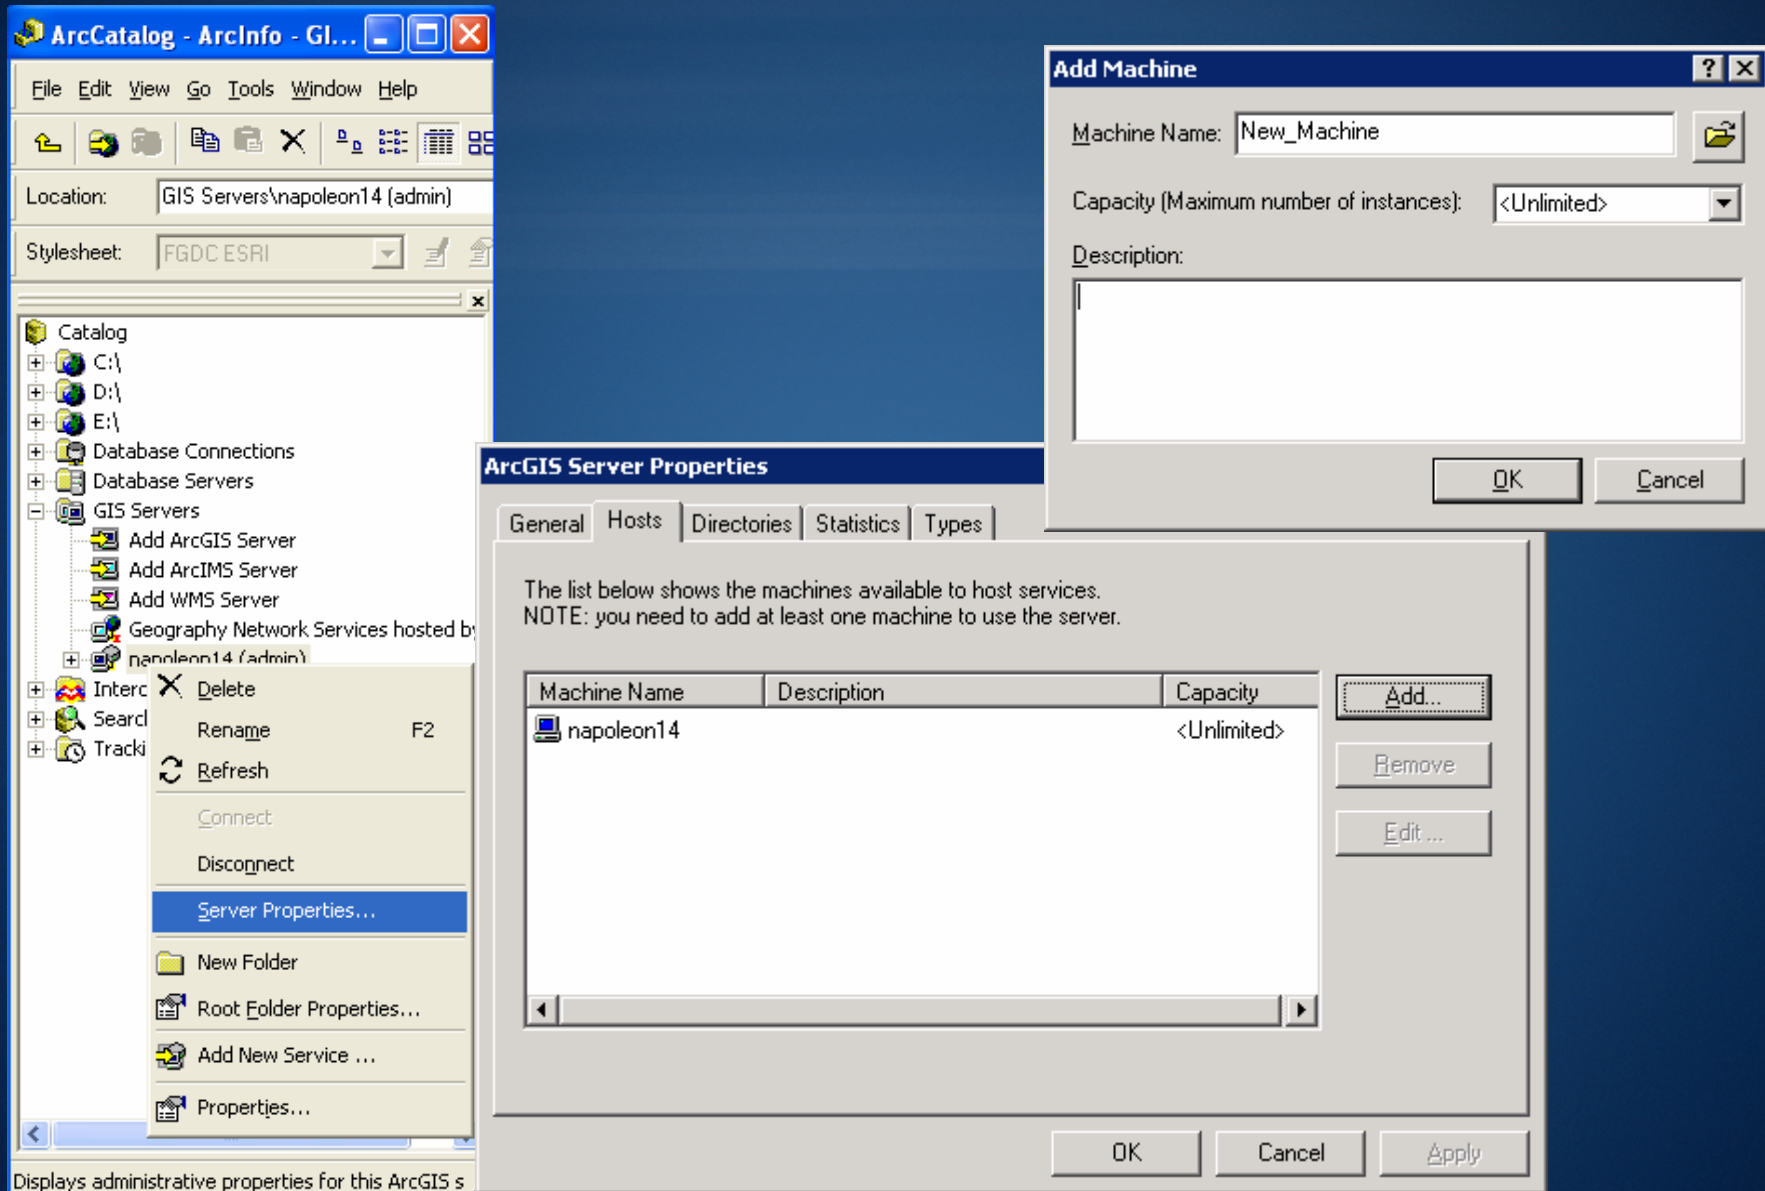 ArcCatalog - ArcInfo - GI...
File Edit View Go Tools Window Help
Location: GIS Servers\napoleon14 (admin)
Stylesheet: FGDC ESRI
Catalog
C:\
D:\
E:\
Database Connections
Database Servers
GIS Servers
Add ArcGIS Server
Add ArcIMS Server
Add WMS Server
Geography Network Services hosted by
napoleon14 (admin)
Interc
Searcl
Tracki
Delete
Rename F2
Refresh
Connect
Disconnect
Server Properties...
New Folder
Root Folder Properties...
Add New Service ...
Properties...
Displays administrative properties for this ArcGIS s
ArcGIS Server Properties
General Hosts Directories Statistics Types
The list below shows the machines available to host services.
NOTE: you need to add at least one machine to use the server.
Machine Name Description Capacity
napoleon14 <Unlimited>
Add...
Remove
Edit ...
OK Cancel Apply
Add Machine
Machine Name: New_Machine
Capacity (Maximum number of instances): <Unlimited>
Description:
OK Cancel